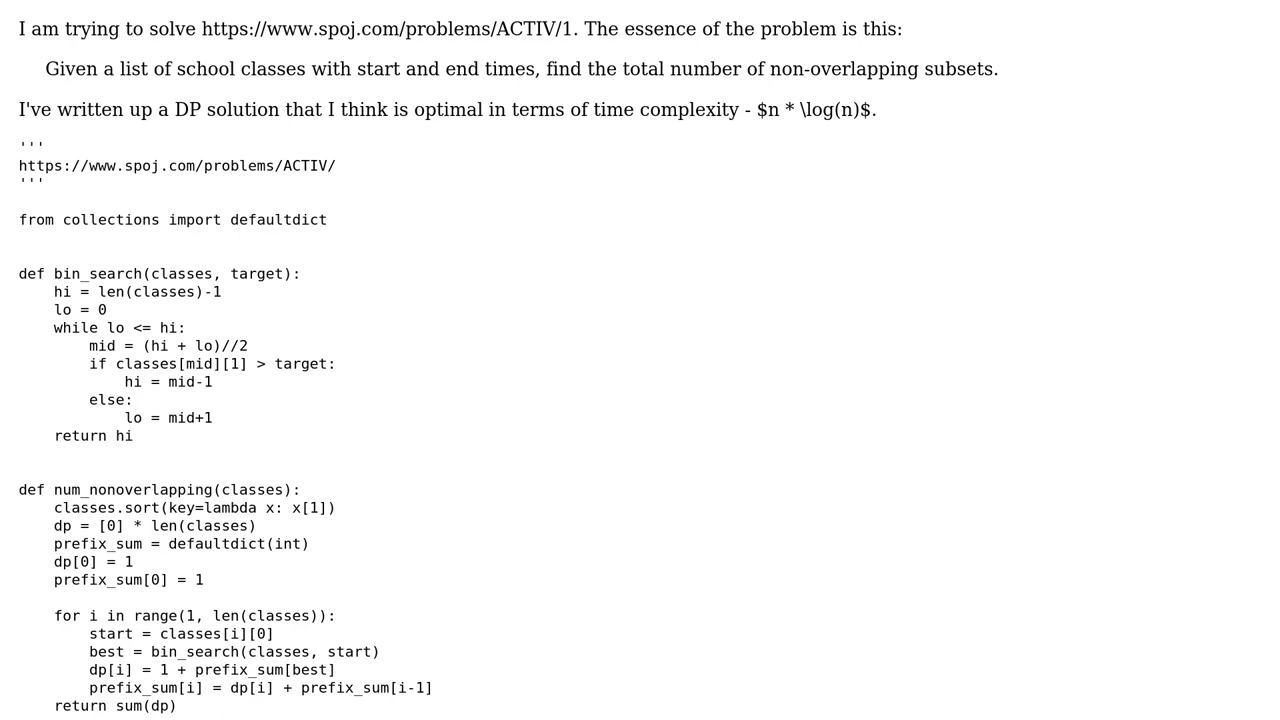 I am trying to solve https://www.spoj.com/problems/ACTIV/1. The essence of the problem is this:
Given a list of school classes with start and end times, find the total number of non-overlapping subsets.
I've written up a DP solution that I think is optimal in terms of time complexity - $n * \log(n)$.
'''
https://www.spoj.com/problems/ACTIV/
'''
from collections import defaultdict
def bin_search(classes, target):
    hi = len(classes)-1
    lo = 0
    while lo <= hi:
        mid = (hi + lo)//2
        if classes[mid][1] > target:
            hi = mid-1
        else:
            lo = mid+1
    return hi
def num_nonoverlapping(classes):
    classes.sort(key=lambda x: x[1])
    dp = [0] * len(classes)
    prefix_sum = defaultdict(int)
    dp[0] = 1
    prefix_sum[0] = 1
    for i in range(1, len(classes)):
        start = classes[i][0]
        best = bin_search(classes, start)
        dp[i] = 1 + prefix_sum[best]
        prefix_sum[i] = dp[i] + prefix_sum[i-1]
    return sum(dp)